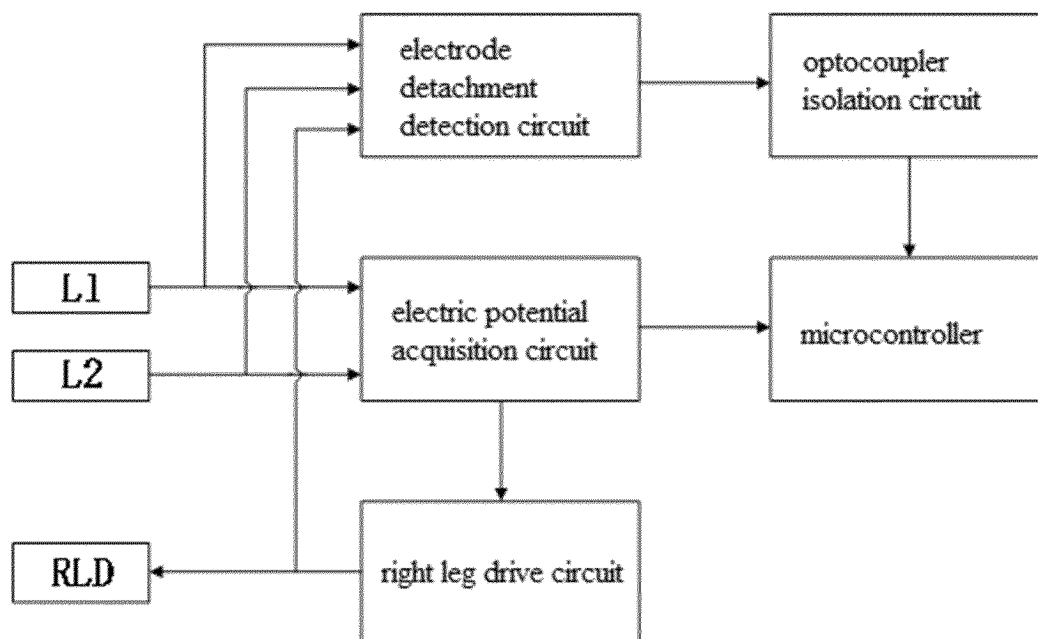 electrode
detachment
detection circuit
optocoupler
isolation circuit
L1
L2
electric potential
acquisition circuit
microcontroller
RLD
right leg drive circuit